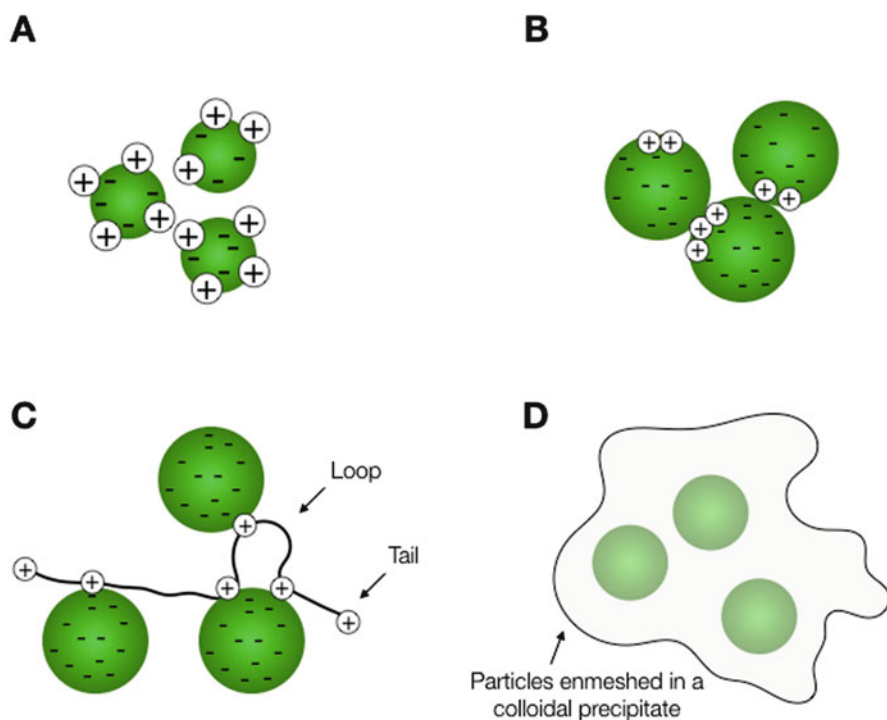 A
B
C
Loop
Tail
D
Particles enmeshed in a
colloidal precipitate